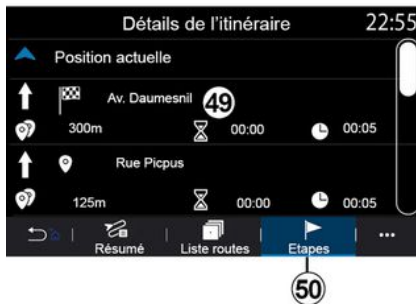 Détails de l'itinéraire 22:55
Position actuelle
Av. Daumesnil 49
300m 00:00 00:05
Rue Picpus
125m 00:00 00:05
Résumé Liste routes Etapes ...
50